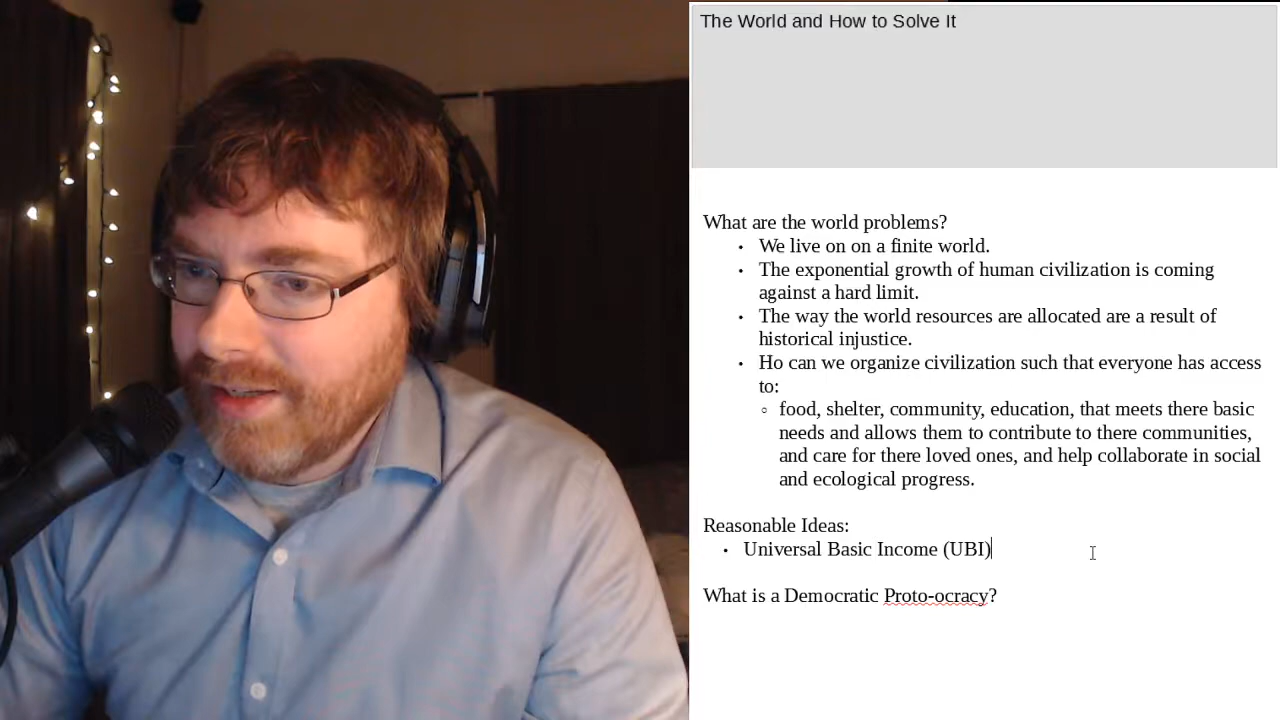 The World and How to Solve It
What are the world problems?
• We live on on a finite world.
• The exponential growth of human civilization is coming
against a hard limit.
• The way the world resources are allocated are a result of
historical injustice.
• Ho can we organize civilization such that everyone has access
to:
◦ food, shelter, community, education, that meets there basic
needs and allows them to contribute to there communities,
and care for there loved ones, and help collaborate in social
and ecological progress.
Reasonable Ideas:
• Universal Basic Income (UBI)
What is a Democratic Proto-ocracy?